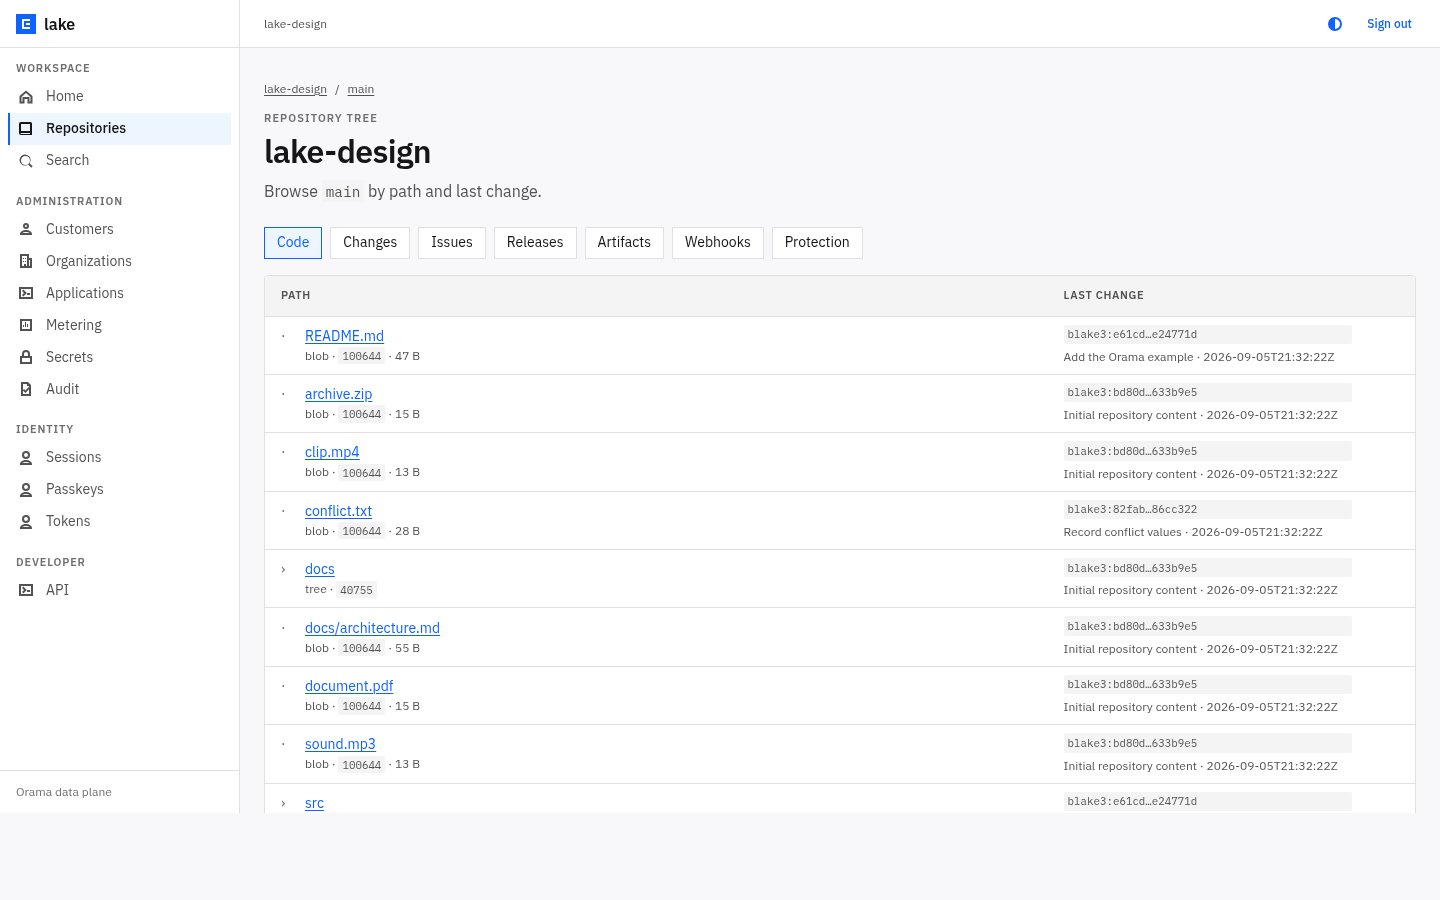 lake
lake-design
Sign out
WORKSPACE
Home
Repositories
Search
ADMINISTRATION
Customers
Organizations
Applications
Metering
Secrets
Audit
IDENTITY
Sessions
Passkeys
Tokens
DEVELOPER
API
Orama data plane
lake-design / main
REPOSITORY TREE
lake-design
Browse main by path and last change.
Code Changes Issues Releases Artifacts Webhooks Protection
PATH LAST CHANGE
· README.md blake3:e61cd…e24771d
blob · 100644 · 47 B Add the Orama example · 2026-09-05T21:32:22Z
· archive.zip blake3:bd80d…633b9e5
blob · 100644 · 15 B Initial repository content · 2026-09-05T21:32:22Z
· clip.mp4 blake3:bd80d…633b9e5
blob · 100644 · 13 B Initial repository content · 2026-09-05T21:32:22Z
· conflict.txt blake3:82fab…86cc322
blob · 100644 · 28 B Record conflict values · 2026-09-05T21:32:22Z
› docs blake3:bd80d…633b9e5
tree · 40755 Initial repository content · 2026-09-05T21:32:22Z
· docs/architecture.md blake3:bd80d…633b9e5
blob · 100644 · 55 B Initial repository content · 2026-09-05T21:32:22Z
· document.pdf blake3:bd80d…633b9e5
blob · 100644 · 15 B Initial repository content · 2026-09-05T21:32:22Z
· sound.mp3 blake3:bd80d…633b9e5
blob · 100644 · 13 B Initial repository content · 2026-09-05T21:32:22Z
› src blake3:e61cd…e24771d